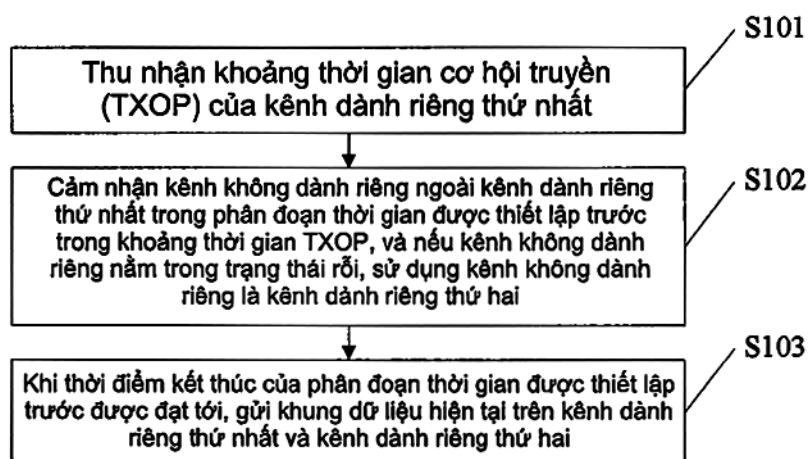 S101
Thu nhận khoảng thời gian cơ hội truyền
(TXOP) của kênh dành riêng thứ nhất
S102
Cảm nhận kênh không dành riêng ngoài kênh dành riêng
thứ nhất trong phân đoạn thời gian được thiết lập trước
trong khoảng thời gian TXOP, và nếu kênh không dành
riêng nằm trong trạng thái rỗi, sử dụng kênh không dành
riêng là kênh dành riêng thứ hai
S103
Khi thời điểm kết thúc của phân đoạn thời gian được thiết lập
trước được đạt tới, gửi khung dữ liệu hiện tại trên kênh dành
riêng thứ nhất và kênh dành riêng thứ hai